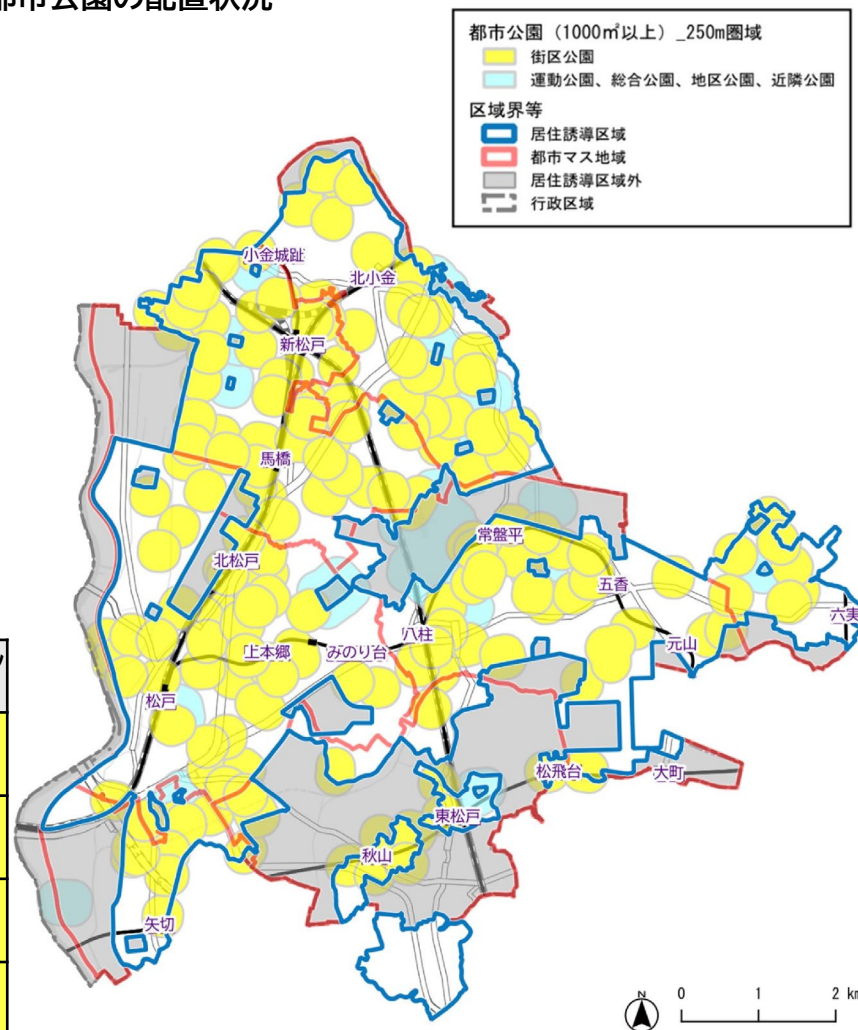 都市公園の配置状況
都市公園（1000㎡以上）_250m圏域
街区公園
運動公園、総合公園、地区公園、近隣公園
区域界等
居住誘導区域
都市マス地域
居住誘導区域外
行政区域
小金城趾
北小金
新松戸
馬橋
常盤平
北松戸
五香
六実
八柱
元山
上本郷
みのり台
松戸
松飛台
大町
東松戸
秋山
矢切
N
0 1 2 km